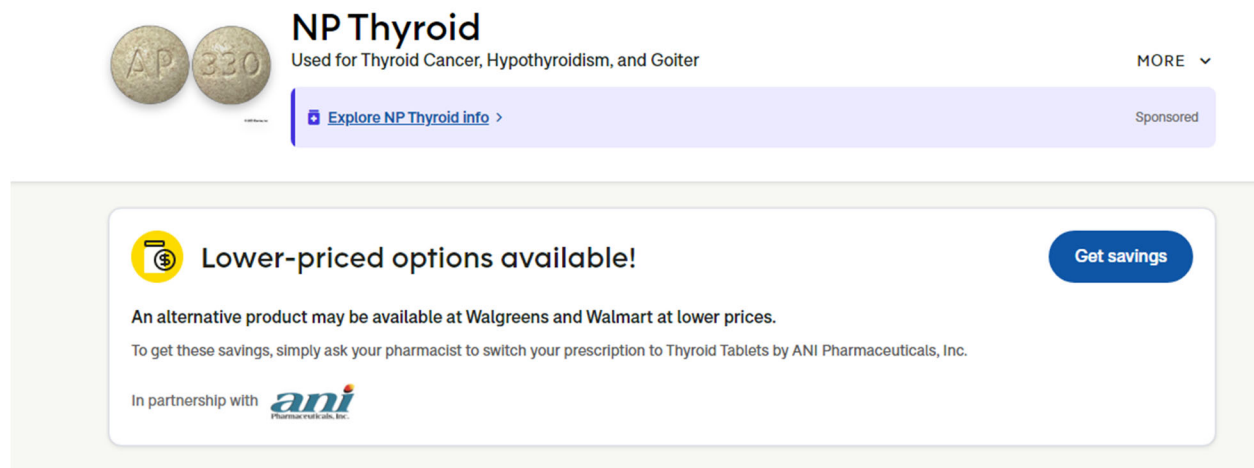 NP Thyroid
AP 330
Used for Thyroid Cancer, Hypothyroidism, and Goiter
MORE
Explore NP Thyroid info >
Sponsored
Lower-priced options available!
Get savings
An alternative product may be available at Walgreens and Walmart at lower prices.
To get these savings, simply ask your pharmacist to switch your prescription to Thyroid Tablets by ANI Pharmaceuticals, Inc.
In partnership with
ani
Pharmaceuticals, Inc.